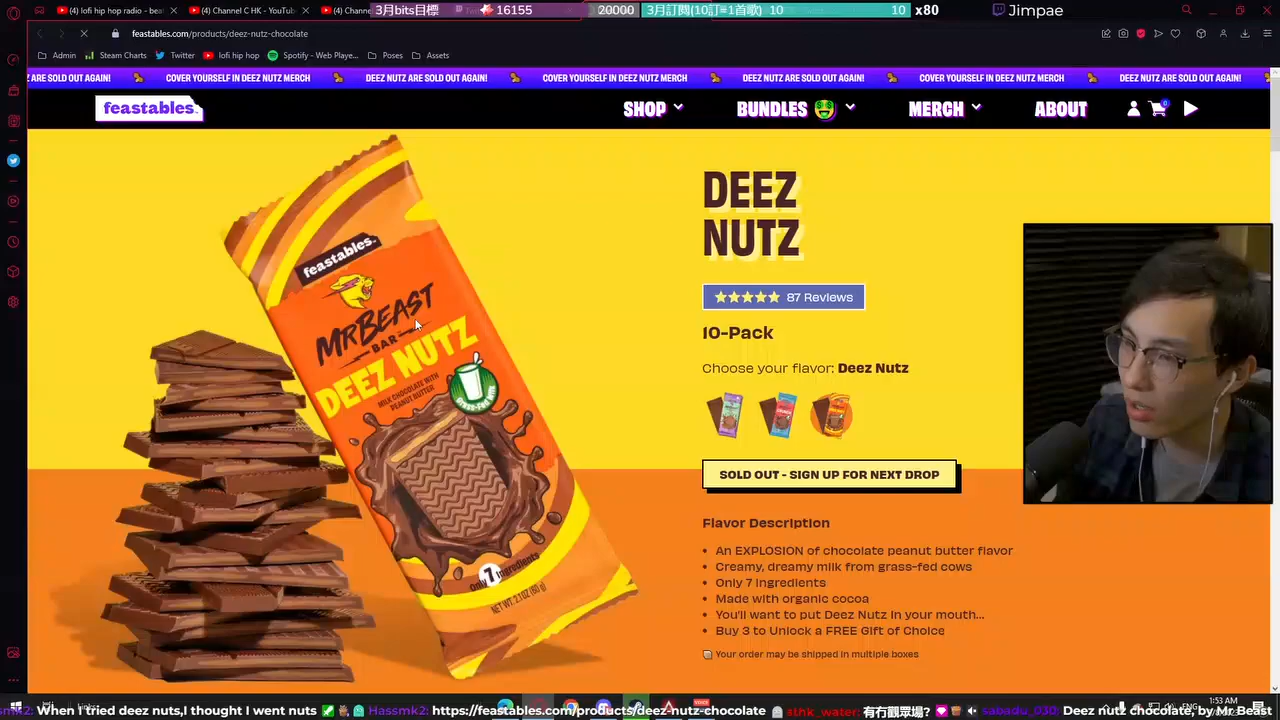 3月bits目標 16155 20000 3月訂閱(10訂=1首歌) 10 10 x80 Jimpae
(4) lofi hip hop radio - bea
(4) Channel C HK - YouTub
(4) Channe
feastables.com/products/deez-nutz-chocolate
Admin Steam Charts Twitter lofi hip hop Spotify - Web Playe... Poses Assets
Z ARE SOLD OUT AGAIN! COVER YOURSELF IN DEEZ NUTZ MERCH DEEZ NUTZ ARE SOLD OUT AGAIN! COVER YOURSELF IN DEEZ NUTZ MERCH DEEZ NUTZ ARE SOLD OUT AGAIN! COVER YOURSELF IN DEEZ NUTZ MERCH DEEZ NUTZ ARE SOLD OUT AGAIN!
feastables. SHOP BUNDLES MERCH ABOUT 0
feastables.
MRBEAST
BAR
DEEZ NUTZ
MILK CHOCOLATE WITH
PEANUT BUTTER
Grass-Fed Milk
Only 7 Ingredients
NET WT. 2.1OZ (60 g)
DEEZ
NUTZ
87 Reviews
10-Pack
Choose your flavor: Deez Nutz
SOLD OUT - SIGN UP FOR NEXT DROP
Flavor Description
• An EXPLOSION of chocolate peanut butter flavor
• Creamy, dreamy milk from grass-fed cows
• Only 7 Ingredients
• Made with organic cocoa
• You'll want to put Deez Nutz in your mouth...
• Buy 3 to Unlock a FREE Gift of Choice
Your order may be shipped in multiple boxes
1:53 AM
smk2: When I tried deez nuts,I thought I went nuts Hassmk2: https://feastables.com/products/deez-nutz-chocolate sthk_water: 有冇觀眾場? sabadu_030: Deez nutz chocolate, by Mr Beast